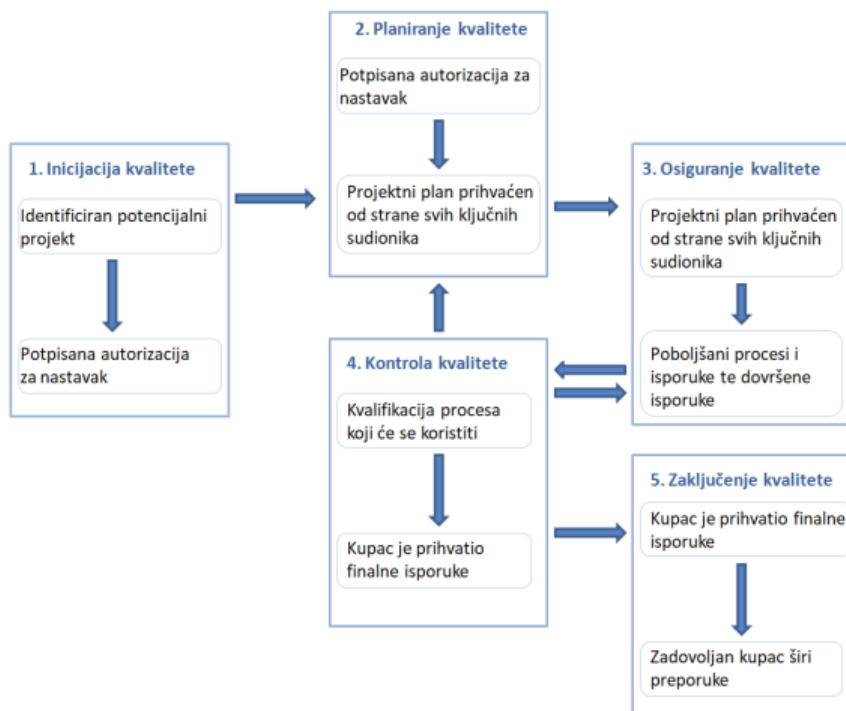 1. Inicijacija kvalitete
Identificiran potencijalni
projekt
Potpisana autorizacija
za nastavak
2. Planiranje kvalitete
Potpisana autorizacija za
nastavak
Projektni plan prihvaćen
od strane svih ključnih
sudionika
3. Osiguranje kvalitete
Projektni plan prihvaćen
od strane svih ključnih
sudionika
Poboljšani procesi i
isporuke te dovršene
isporuke
4. Kontrola kvalitete
Kvalifikacija procesa
koji će se koristiti
Kupac je prihvatio
finalne isporuke
5. Zaključenje kvalitete
Kupac je prihvatio finalne
isporuke
Zadovoljan kupac širi
preporuke